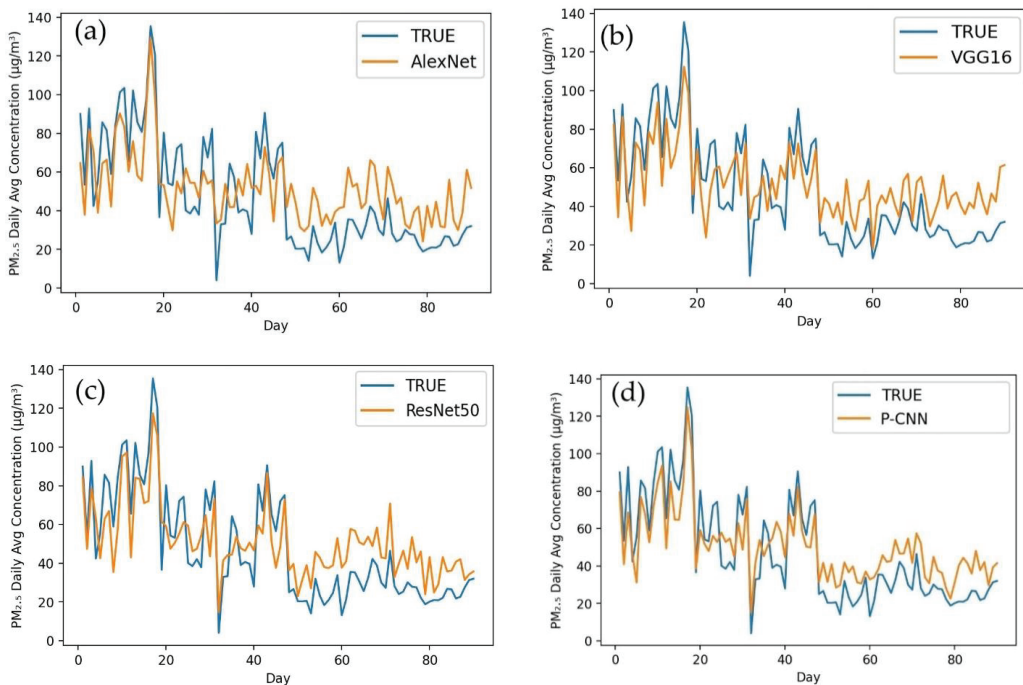 (a)
TRUE
AlexNet
PM₂.₅ Daily Avg Concentration (µg/m³)
140
120
100
80
60
40
20
0
0 20 40 60 80
Day
(b)
TRUE
VGG16
PM₂.₅ Daily Avg Concentration (µg/m³)
140
120
100
80
60
40
20
0
0 20 40 60 80
Day
(c)
TRUE
ResNet50
PM₂.₅ Daily Avg Concentration (µg/m³)
140
120
100
80
60
40
20
0
0 20 40 60 80
Day
(d)
TRUE
P-CNN
PM₂.₅ Daily Avg Concentration (µg/m³)
140
120
100
80
60
40
20
0
0 20 40 60 80
Day